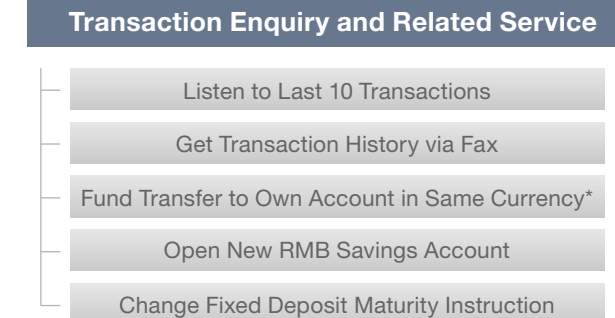 Transaction Enquiry and Related Service
Listen to Last 10 Transactions
Get Transaction History via Fax
Fund Transfer to Own Account in Same Currency*
Open New RMB Savings Account
Change Fixed Deposit Maturity Instruction